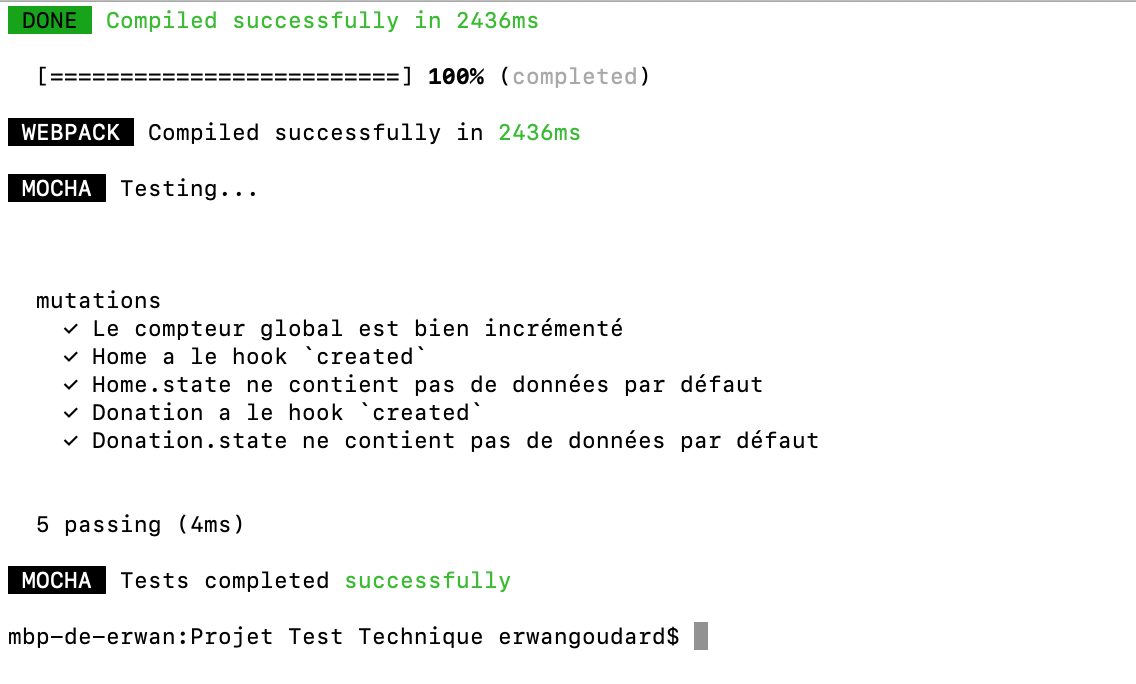 DONE Compiled successfully in 2436ms
[=========================] 100% (completed)
WEBPACK Compiled successfully in 2436ms
MOCHA Testing...
mutations
✓ Le compteur global est bien incrémenté
✓ Home a le hook `created`
✓ Home.state ne contient pas de données par défaut
✓ Donation a le hook `created`
✓ Donation.state ne contient pas de données par défaut
5 passing (4ms)
MOCHA Tests completed successfully
mbp-de-erwan:Projet Test Technique erwangoudard$